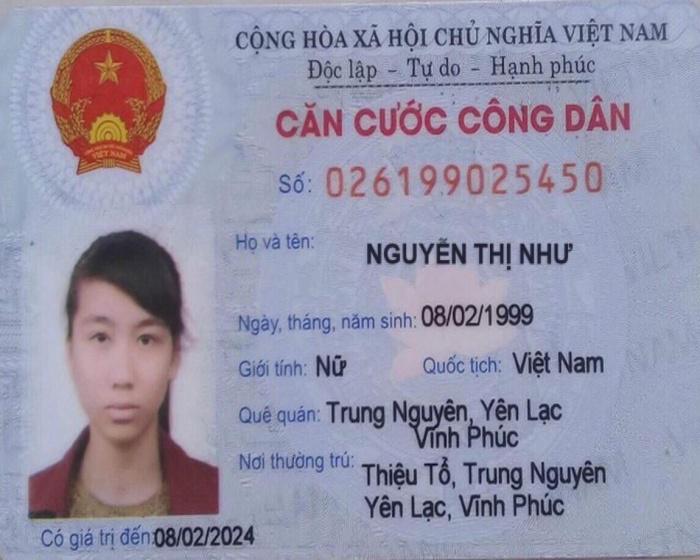 CỘNG HÒA XÃ HỘI CHỦ NGHĨA VIỆT NAM
Độc lập - Tự do - Hạnh phúc
CĂN CƯỚC CÔNG DÂN
Số: 026199025450
Họ và tên: NGUYỄN THỊ NHƯ
Ngày, tháng, năm sinh: 08/02/1999
Giới tính: Nữ Quốc tịch: Việt Nam
Quê quán: Trung Nguyên, Yên Lạc
Vĩnh Phúc
Nơi thường trú: Thiệu Tổ, Trung Nguyên
Yên Lạc, Vĩnh Phúc
Có giá trị đến: 08/02/2024